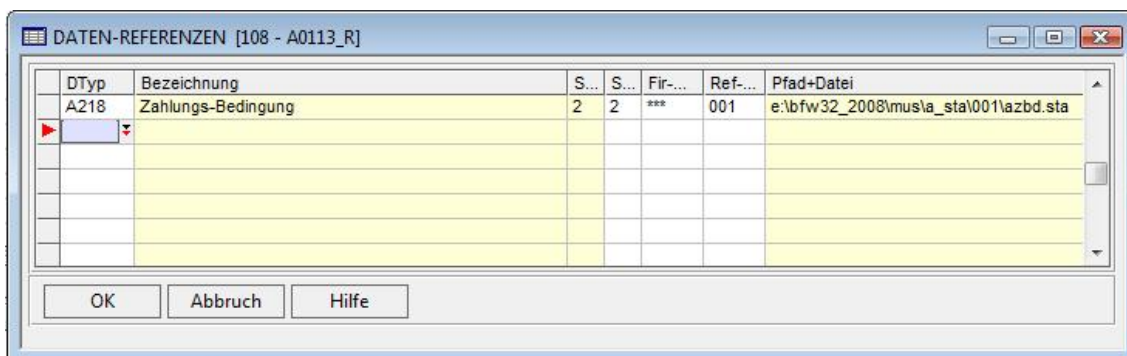 DATEN-REFERENZEN [108 - A0113_R]
DTyp Bezeichnung S... S... Fir-... Ref-... Pfad+Datei
A218 Zahlungs-Bedingung 2 2 *** 001 e:\bfw32_2008\mus\a_sta\001\azbd.sta
OK Abbruch Hilfe